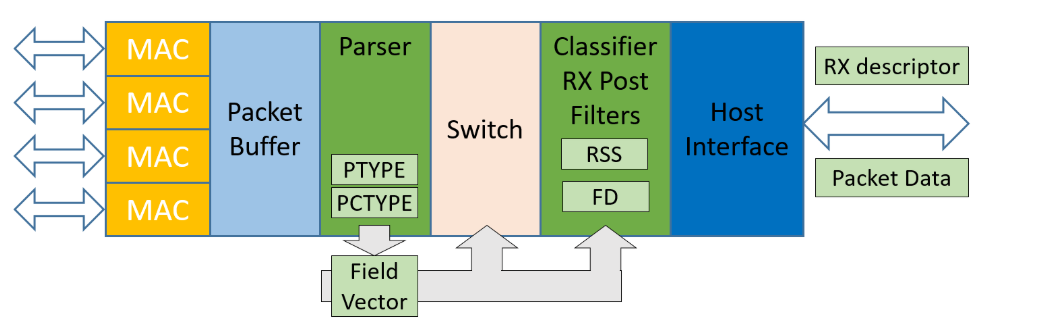 MAC
MAC
MAC
MAC
Packet
Buffer
Parser
PTYPE
PCTYPE
Field
Vector
Switch
Classifier
RX Post
Filters
RSS
FD
Host
Interface
RX descriptor
Packet Data